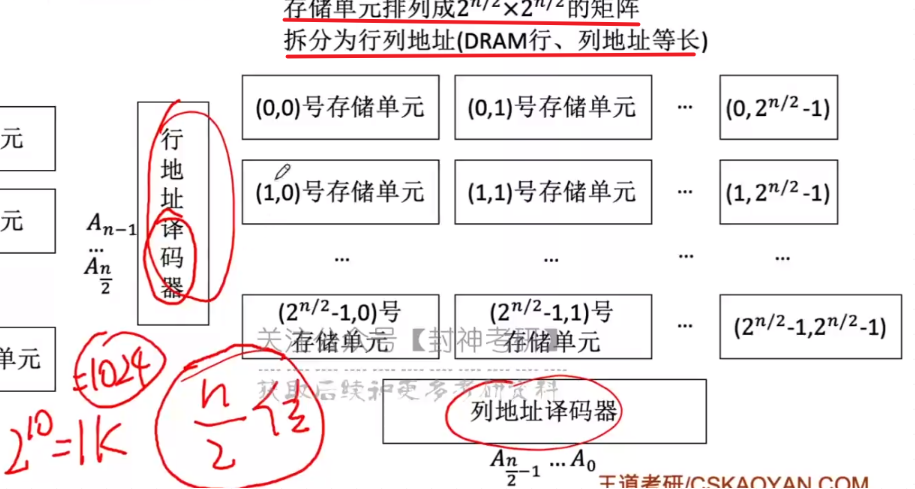 存储单元排列成2^{n/2}×2^{n/2}的矩阵
拆分为行列地址(DRAM行、列地址等长)
元
元
单元
行地址译码器
A_{n-1}
...
A_{\frac{n}{2}}
(0,0)号存储单元 (0,1)号存储单元 ... (0,2^{n/2}-1)
(1,0)号存储单元 (1,1)号存储单元 ... (1,2^{n/2}-1)
... ... ... ...
(2^{n/2}-1,0)号 (2^{n/2}-1,1)号 ... (2^{n/2}-1,2^{n/2}-1)
存储单元 存储单元
关注公众号【封神考研】
获取后续和更多考研资料
列地址译码器
A_{\frac{n}{2}-1} ... A_0
=1024
2^{10}=1K
\frac{n}{2}位
王道考研/CSKAOYAN.COM